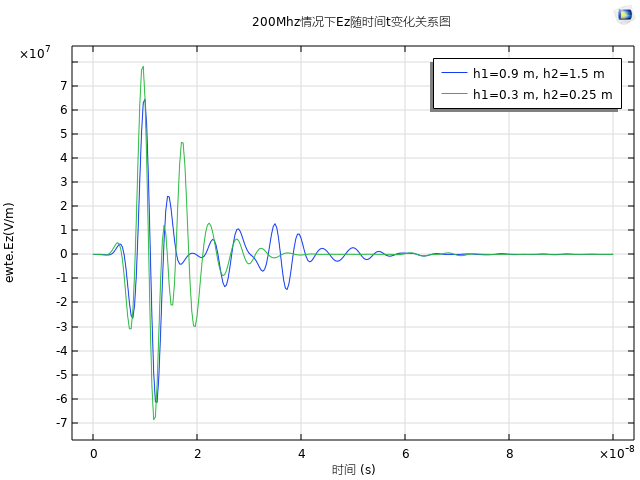 200Mhz情况下Ez随时间t变化关系图
×10⁷
h1=0.9 m, h2=1.5 m
h1=0.3 m, h2=0.25 m
7
6
5
4
3
2
1
0
-1
-2
-3
-4
-5
-6
-7
ewte.Ez(V/m)
0 2 4 6 8 ×10⁻⁸
时间 (s)